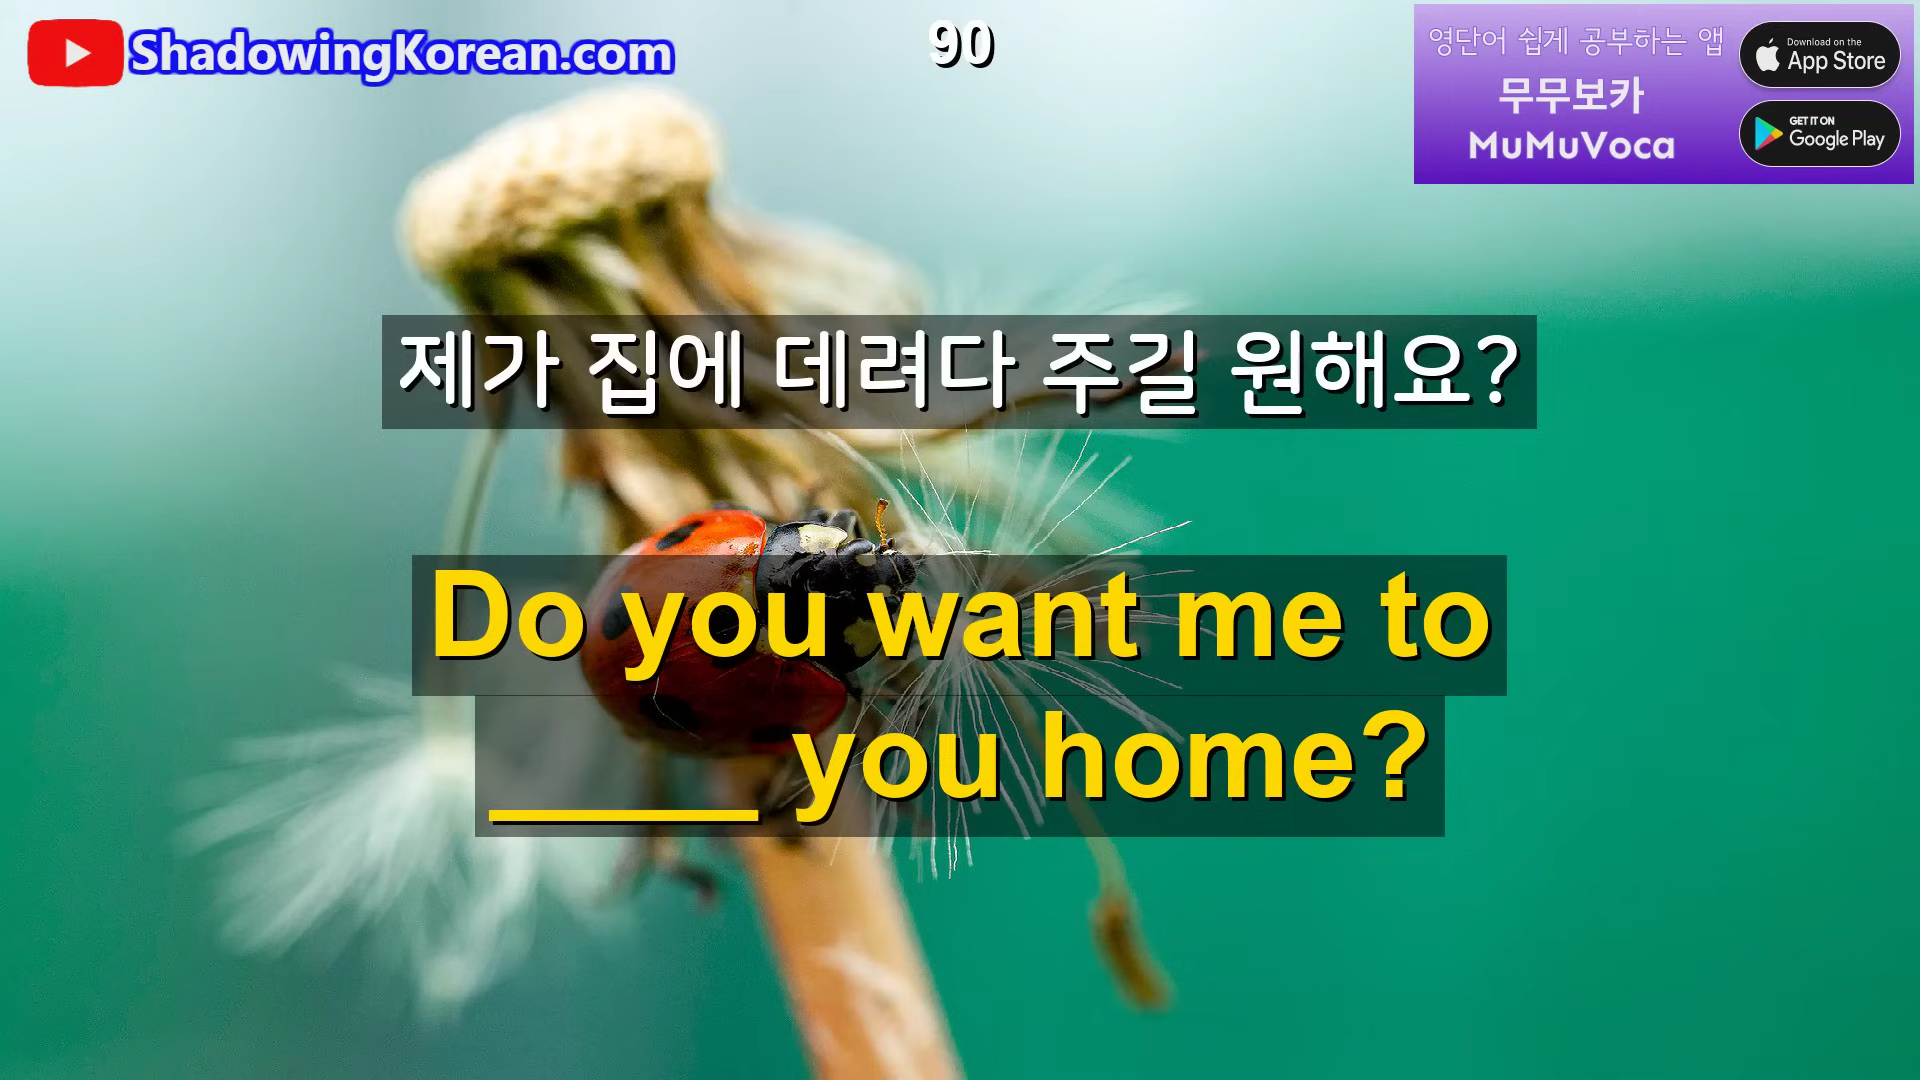 ShadowingKorean.com
90
영단어 쉽게 공부하는 앱
무무보카
MuMuVoca
Download on the
App Store
GET IT ON
Google Play
제가 집에 데려다 주길 원해요?
Do you want me to
_____ you home?